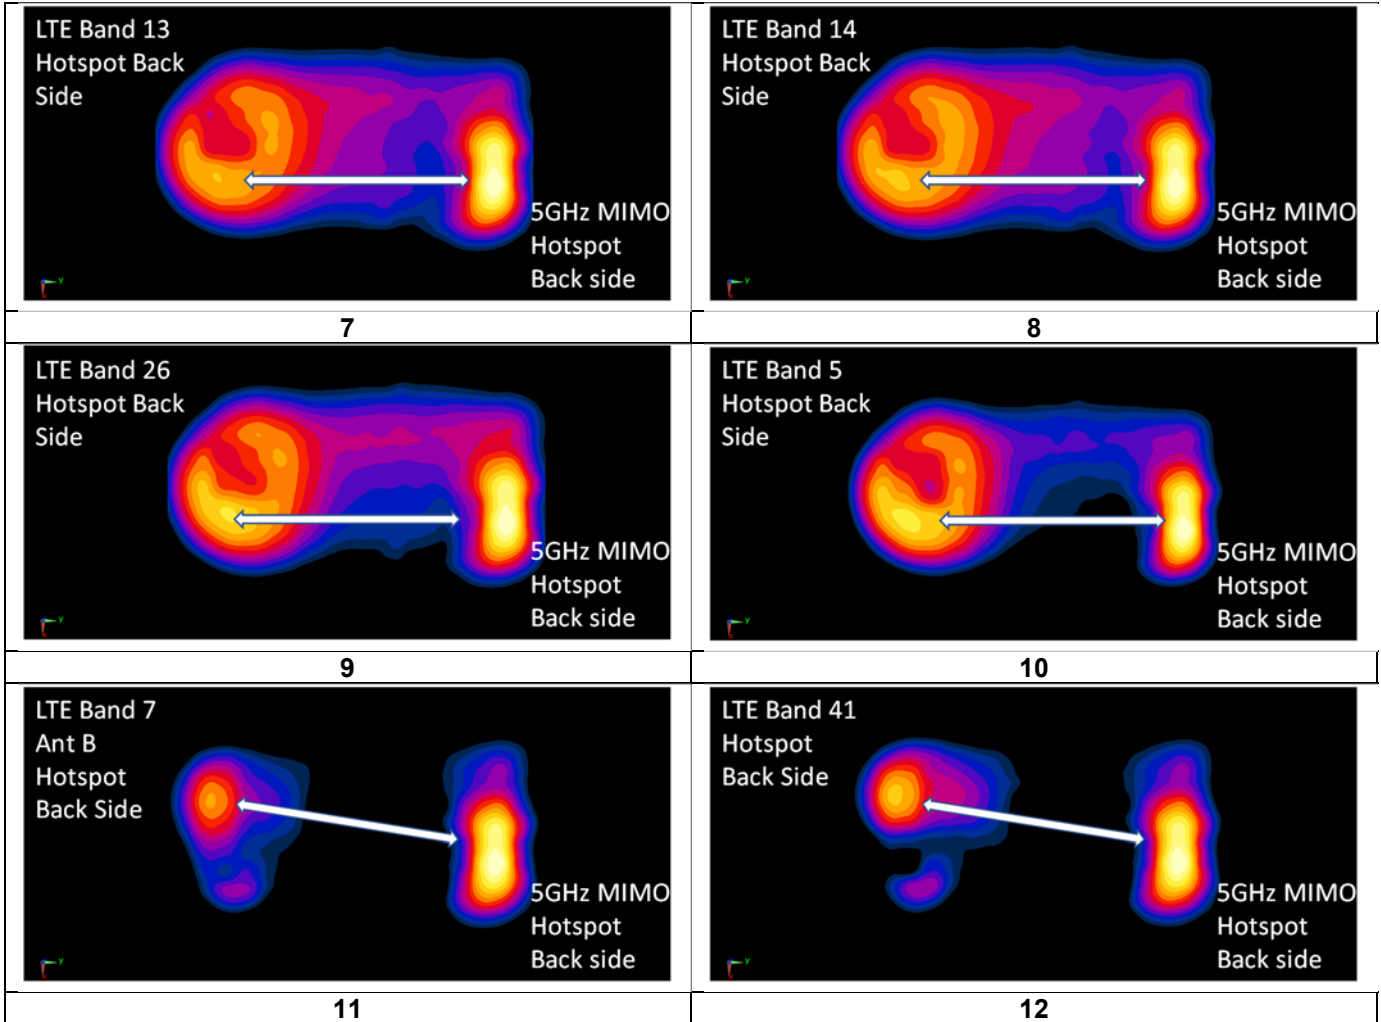 LTE Band 13
Hotspot Back
Side
5GHz MIMO
Hotspot
Back side
y
7
LTE Band 14
Hotspot Back
Side
5GHz MIMO
Hotspot
Back side
y
8
LTE Band 26
Hotspot Back
Side
5GHz MIMO
Hotspot
Back side
y
9
LTE Band 5
Hotspot Back
Side
5GHz MIMO
Hotspot
Back side
y
10
LTE Band 7
Ant B
Hotspot
Back Side
5GHz MIMO
Hotspot
Back side
y
11
LTE Band 41
Hotspot
Back Side
5GHz MIMO
Hotspot
Back side
y
12